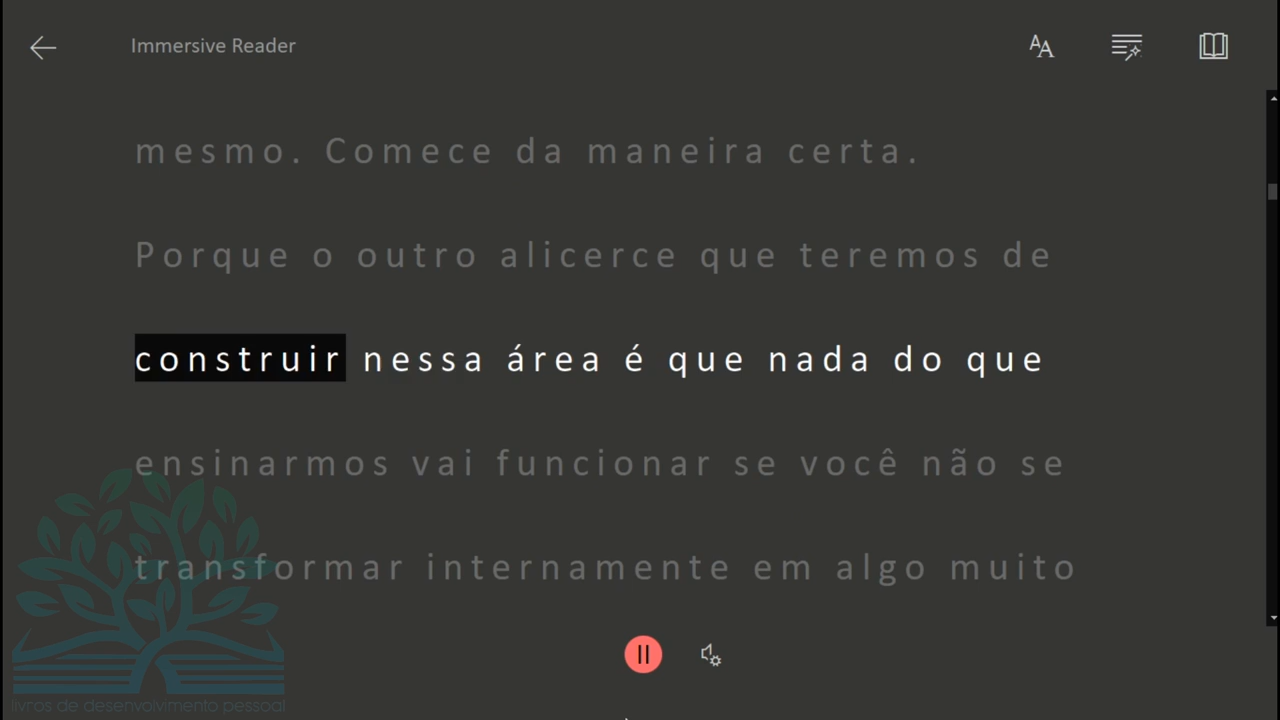 Immersive Reader
mesmo. Comece da maneira certa.
Porque o outro alicerce que teremos de
construir nessa área é que nada do que
ensinarmos vai funcionar se você não se
transformar internamente em algo muito
livros de desenvolvimento pessoal